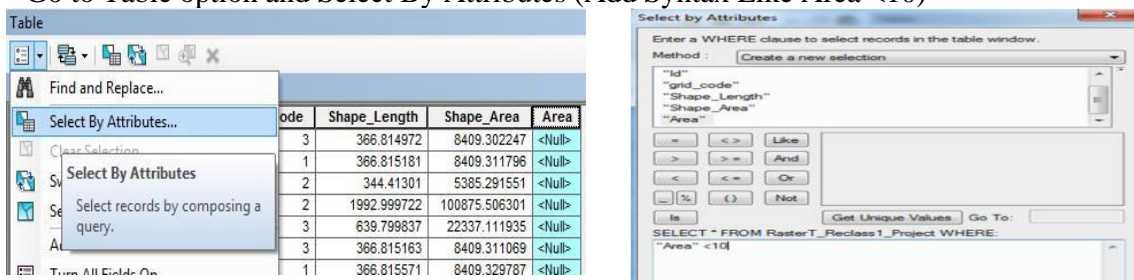 Go to Table option and Select By Attributes (Add Syntax Like Area <10)
Table
Find and Replace...
Select By Attributes...
Clear Selection
Sw
Select By Attributes
Select records by composing a
query.
Se
Ad
Turn All Fields On
ode Shape_Length Shape_Area Area
3 366.814972 8409.302247 <Null>
1 366.815181 8409.311796 <Null>
2 344.41301 5385.291551 <Null>
2 1992.999722 100875.506301 <Null>
3 639.799837 22337.111935 <Null>
3 366.815163 8409.311069 <Null>
1 366.815571 8409.329787 <Null>
Select by Attributes
Enter a WHERE clause to select records in the table window.
Method : Create a new selection
"Id"
"grid_code"
"Shape_Length"
"Shape_Area"
"Area"
= < > Like
> > = And
< < = Or
_ % () Not
Is Get Unique Values Go To:
SELECT * FROM RasterT_Reclass1_Project WHERE:
"Area" <10